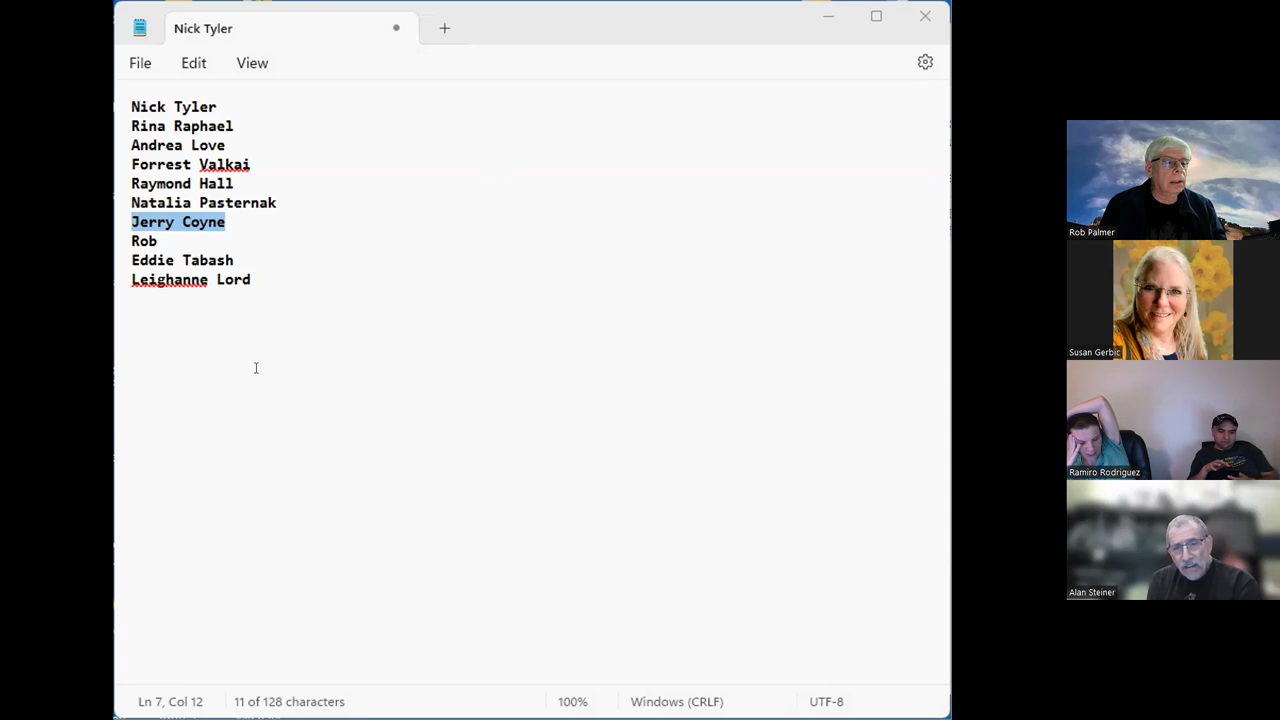 Nick Tyler
File Edit View
Nick Tyler
Rina Raphael
Andrea Love
Forrest Valkai
Raymond Hall
Natalia Pasternak
Jerry Coyne
Rob
Eddie Tabash
Leighanne Lord
Ln 7, Col 12 11 of 128 characters 100% Windows (CRLF) UTF-8
Rob Palmer
Susan Gerbic
Ramiro Rodriguez
Alan Steiner